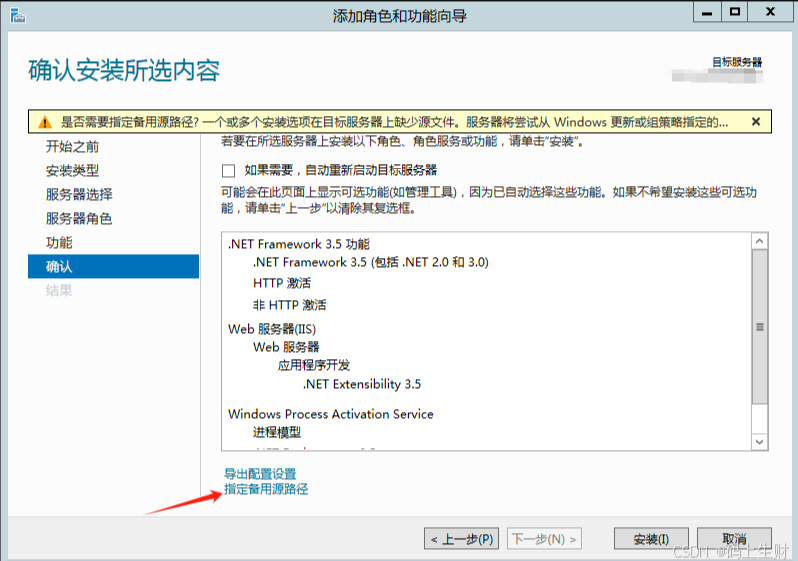 添加角色和功能向导
确认安装所选内容
目标服务器
是否需要指定备用源路径? 一个或多个安装选项在目标服务器上缺少源文件。服务器将尝试从 Windows 更新或组策略指定的...
开始之前
安装类型
服务器选择
服务器角色
功能
确认
结果
若要在所选服务器上安装以下角色、角色服务或功能，请单击"安装"。
如果需要，自动重新启动目标服务器
可能会在此页面上显示可选功能(如管理工具)，因为已自动选择这些功能。如果不希望安装这些可选功
能，请单击"上一步"以清除其复选框。
.NET Framework 3.5 功能
.NET Framework 3.5 (包括 .NET 2.0 和 3.0)
HTTP 激活
非 HTTP 激活
Web 服务器(IIS)
Web 服务器
应用程序开发
.NET Extensibility 3.5
Windows Process Activation Service
进程模型
导出配置设置
指定备用源路径
< 上一步(P)
下一步(N) >
安装(I)
取消
CSDN @码上生财